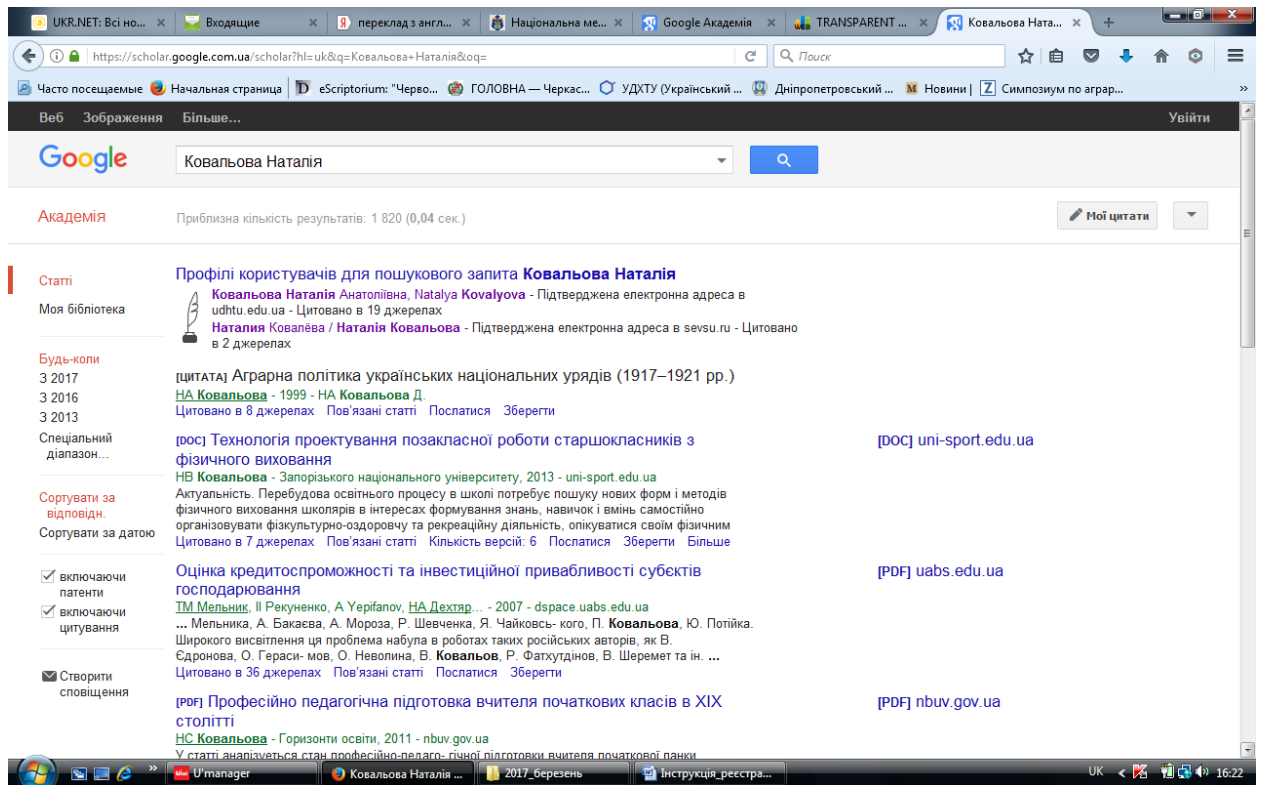 UKR.NET: Всі но...
Входящие
переклад з англ...
Національна ме...
Google Академія
TRANSPARENT ...
Ковальова Ната...
https://scholar.google.com.ua/scholar?hl=uk&q=Ковальова+Наталія&oq=
Поиск
Часто посещаемые
Начальная страница
eScriptorium: "Черво...
ГОЛОВНА — Черкас...
УДХТУ (Український ...
Дніпропетровський ...
Новини |
Симпозиум по аграр...
Веб Зображення Більше...
Увійти
Google
Ковальова Наталія
Академія
Приблизна кількість результатів: 1 820 (0,04 сек.)
Мої цитати
Статті
Моя бібліотека
Будь-коли
З 2017
З 2016
З 2013
Спеціальний
діапазон...
Сортувати за
відповідн.
Сортувати за датою
включаючи
патенти
включаючи
цитування
Створити
сповіщення
Профілі користувачів для пошукового запита Ковальова Наталія
Ковальова Наталія Анатоліївна, Natalya Kovalyova - Підтверджена електронна адреса в
udhtu.edu.ua - Цитовано в 19 джерелах
Наталия Ковалёва / Наталія Ковальова - Підтверджена електронна адреса в sevsu.ru - Цитовано
в 2 джерелах
[ЦИТАТА] Аграрна політика українських національних урядів (1917–1921 рр.)
НА Ковальова - 1999 - НА Ковальова Д.
Цитовано в 8 джерелах Пов'язані статті Послатися Зберегти
[DOC] Технологія проектування позакласної роботи старшокласників з
фізичного виховання
НВ Ковальова - Запорізького національного університету, 2013 - uni-sport.edu.ua
Актуальність. Перебудова освітнього процесу в школі потребує пошуку нових форм і методів
фізичного виховання школярів в інтересах формування знань, навичок і вмінь самостійно
організовувати фізкультурно-оздоровчу та рекреаційну діяльність, опікуватися своїм фізичним
Цитовано в 7 джерелах Пов'язані статті Кількість версій: 6 Послатися Зберегти Більше
[DOC] uni-sport.edu.ua
Оцінка кредитоспроможності та інвестиційної привабливості субєктів
господарювання
ТМ Мельник, ІІ Рекуненко, A Yepifanov, НА Дехтяр... - 2007 - dspace.uabs.edu.ua
... Мельника, А. Бакаєва, А. Мороза, Р. Шевченка, Я. Чайковсь- кого, П. Ковальова, Ю. Потійка.
Широкого висвітлення ця проблема набула в роботах таких російських авторів, як В.
Єдронова, О. Гераси- мов, О. Неволина, В. Ковальов, Р. Фатхутдінов, В. Шеремет та ін. ...
Цитовано в 36 джерелах Пов'язані статті Послатися Зберегти
[PDF] uabs.edu.ua
[PDF] Професійно педагогічна підготовка вчителя початкових класів в XIX
столітті
НС Ковальова - Горизонти освіти, 2011 - nbuv.gov.ua
У статті аналізується стан професійно-педаго- гічної підготовки вчителя початкової ланки
[PDF] nbuv.gov.ua
U'manager
Ковальова Наталія ...
2017_березень
Інструкція_реєстра...
UK
16:22